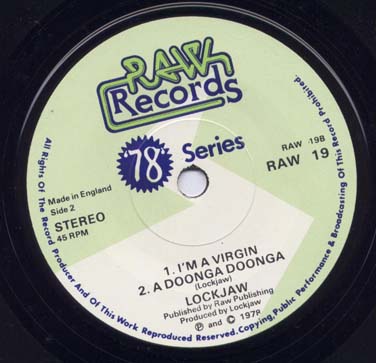 RAW
Records
'78 Series
RAW 19B
RAW 19
Made in England
Side 2
STEREO
45 RPM
1. I'M A VIRGIN
2. A DOONGA DOONGA
(Lockjaw)
LOCKJAW
Published by Raw Publishing
Produced by Lockjaw
℗ and © 1978
All Rights Of The Record Producer And Of This Work Reproduced Reserved.Copying,Public Performance & Broadcasting Of This Record Prohibited.